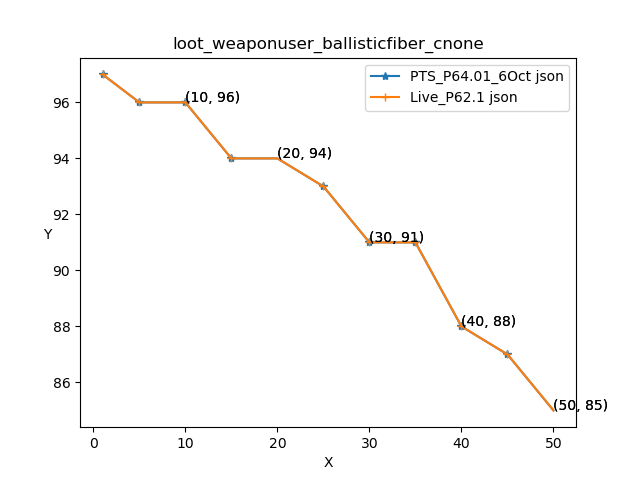 loot_weaponuser_ballisticfiber_cnone
PTS_P64.01_6Oct json
Live_P62.1 json
(10, 96)
(20, 94)
(30, 91)
(40, 88)
(50, 85)
96
94
92
90
88
86
Y
0 10 20 30 40 50
X